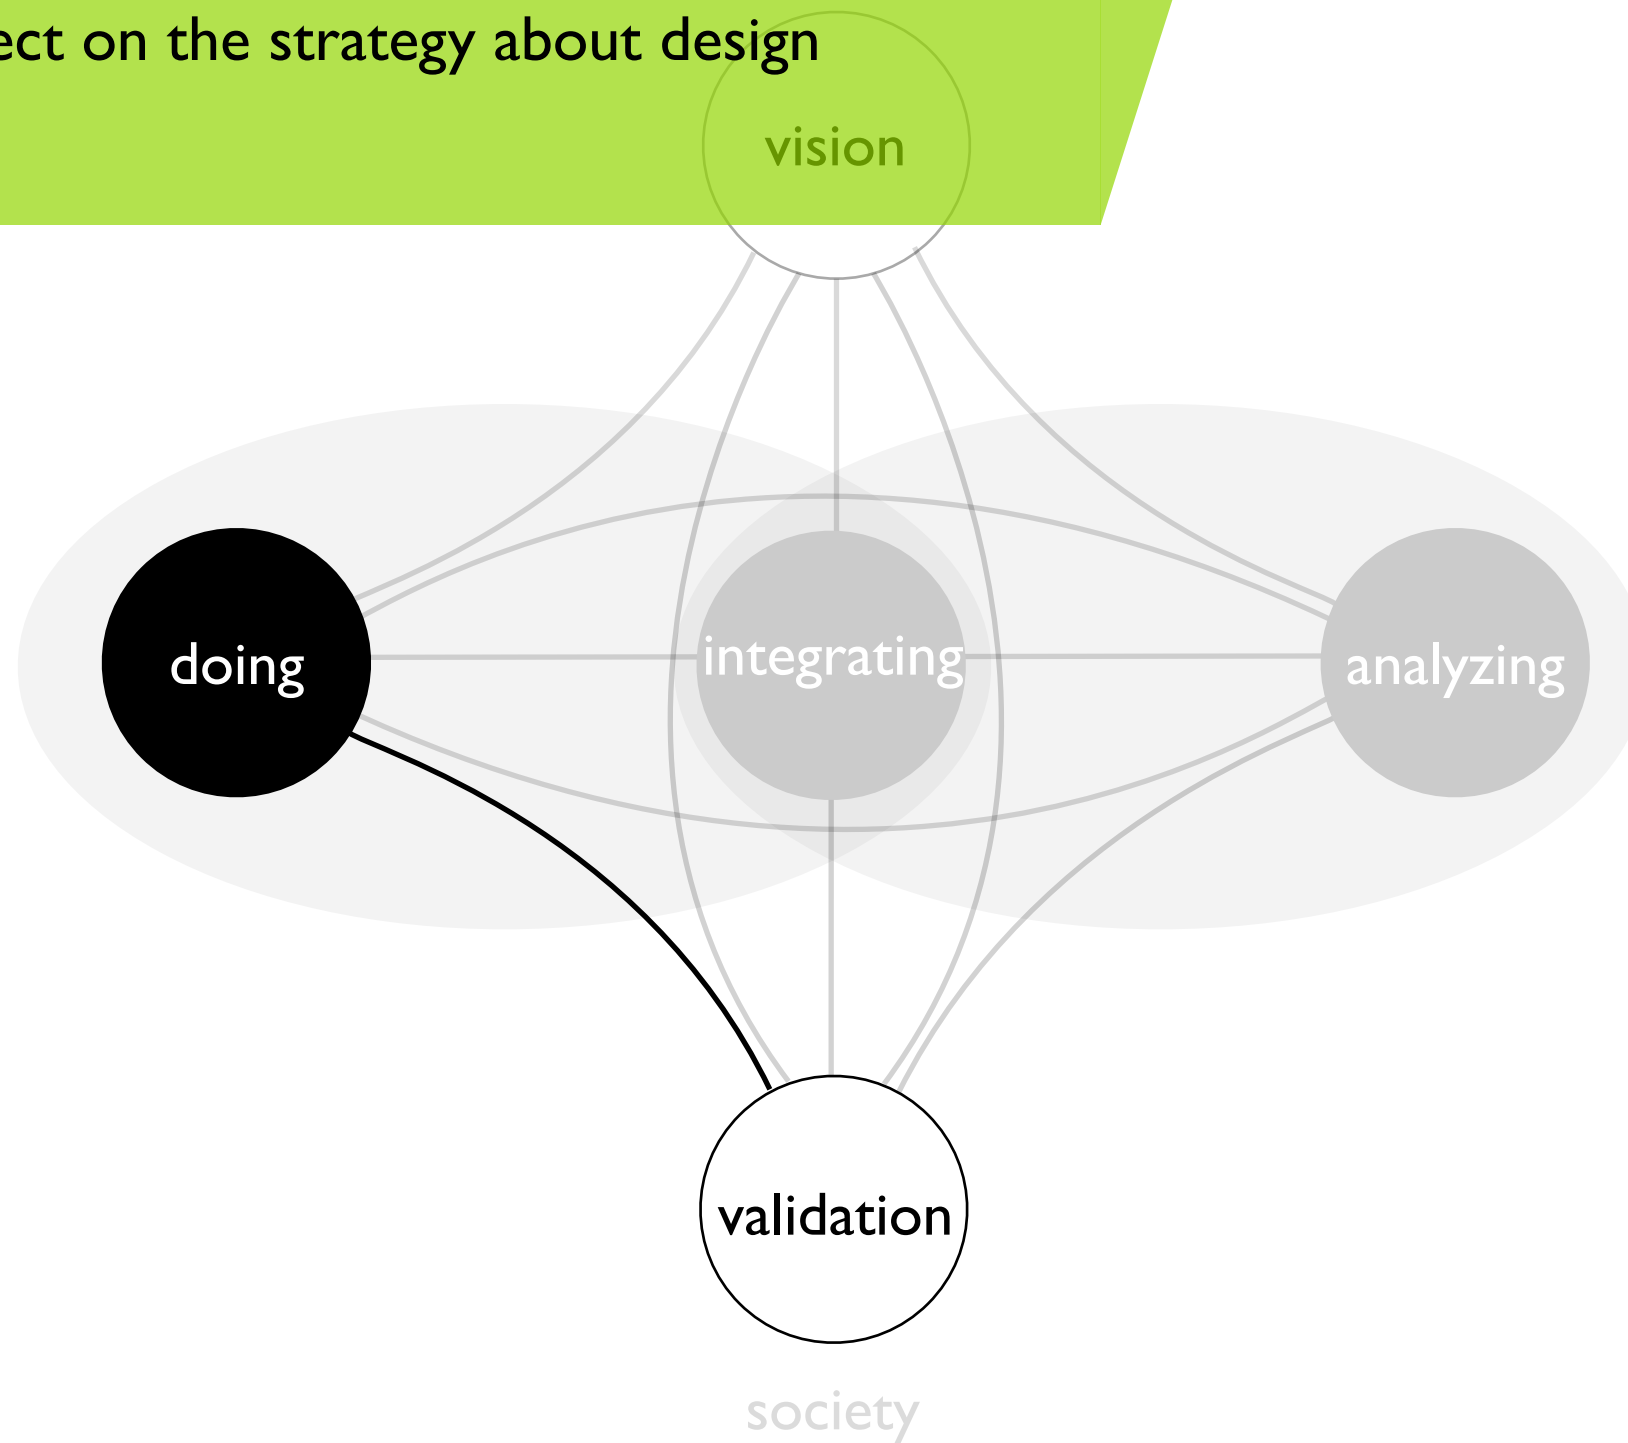 ect on the strategy about design
vision
doing
integrating
analyzing
validation
society